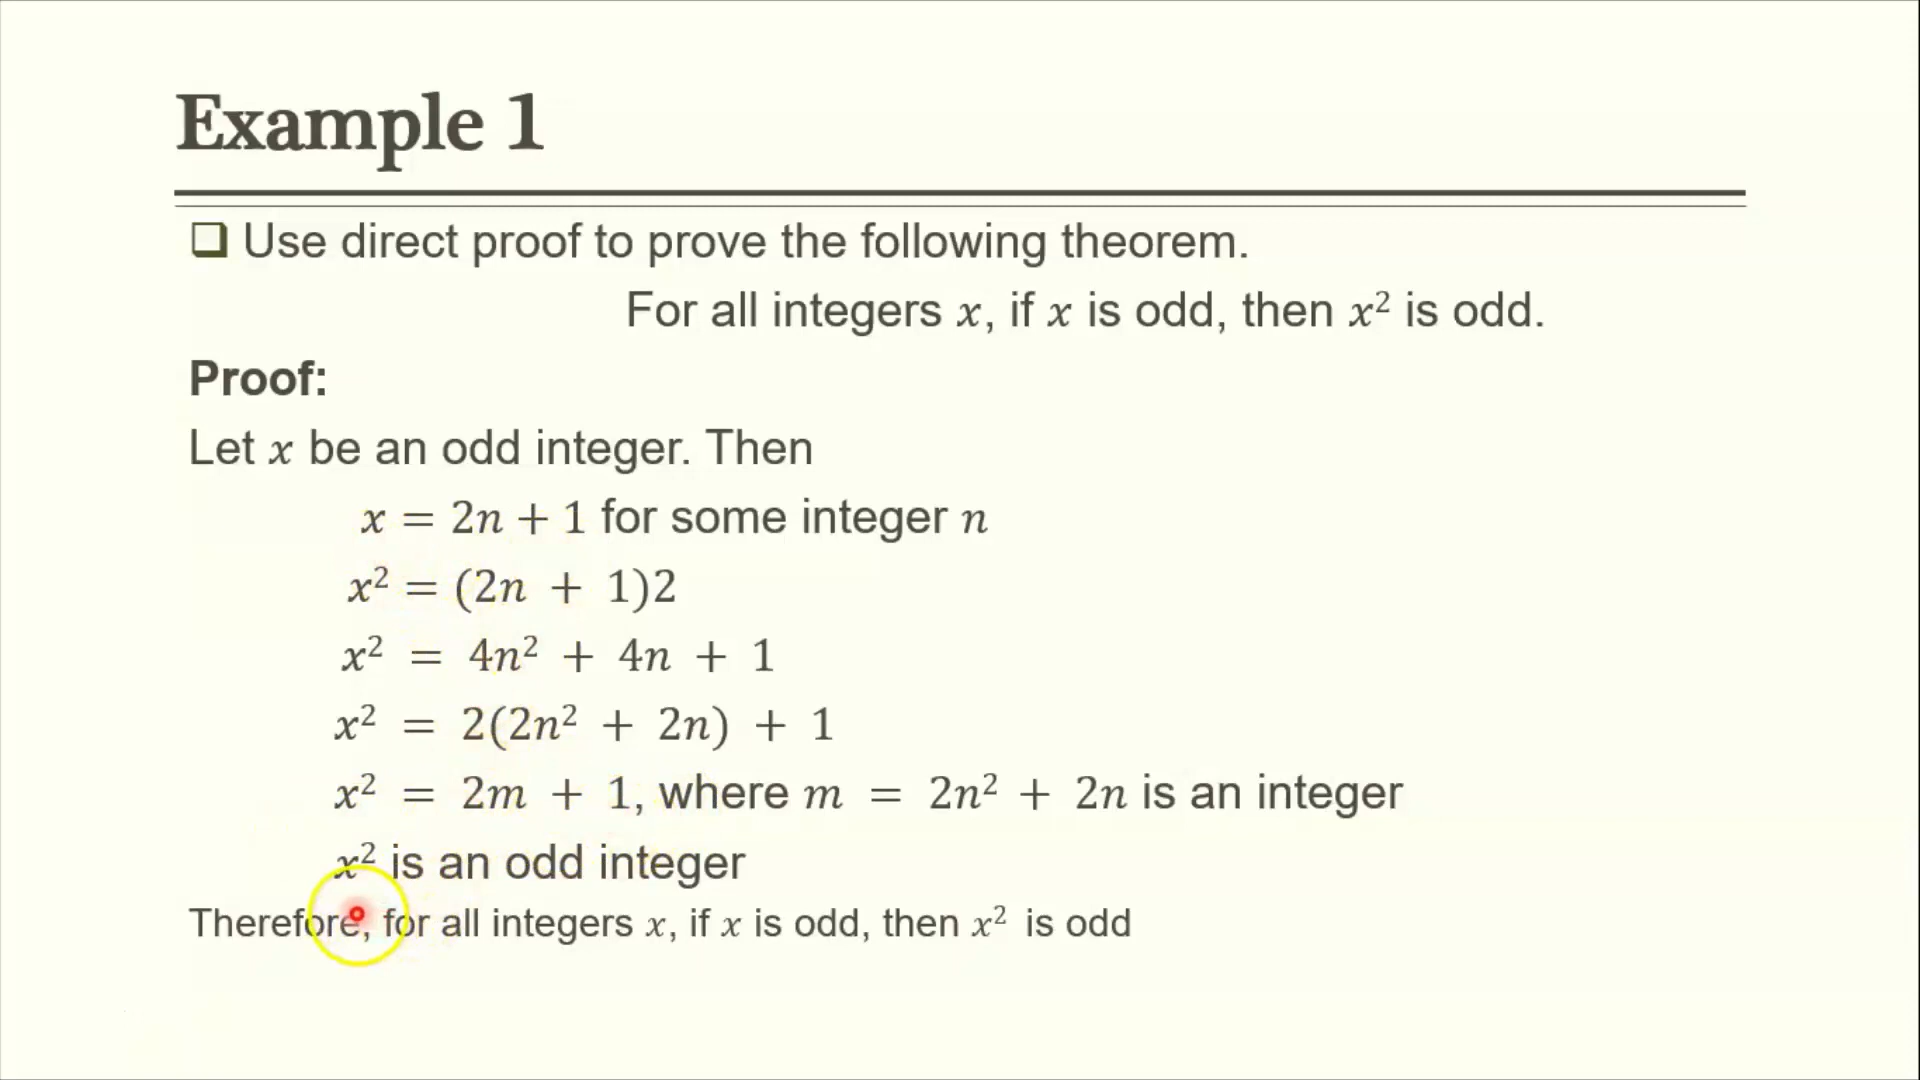 Example 1
Use direct proof to prove the following theorem.
For all integers x, if x is odd, then x² is odd.
Proof:
Let x be an odd integer. Then
x = 2n + 1 for some integer n
x² = (2n + 1)2
x² = 4n² + 4n + 1
x² = 2(2n² + 2n) + 1
x² = 2m + 1, where m = 2n² + 2n is an integer
x² is an odd integer
Therefore, for all integers x, if x is odd, then x² is odd